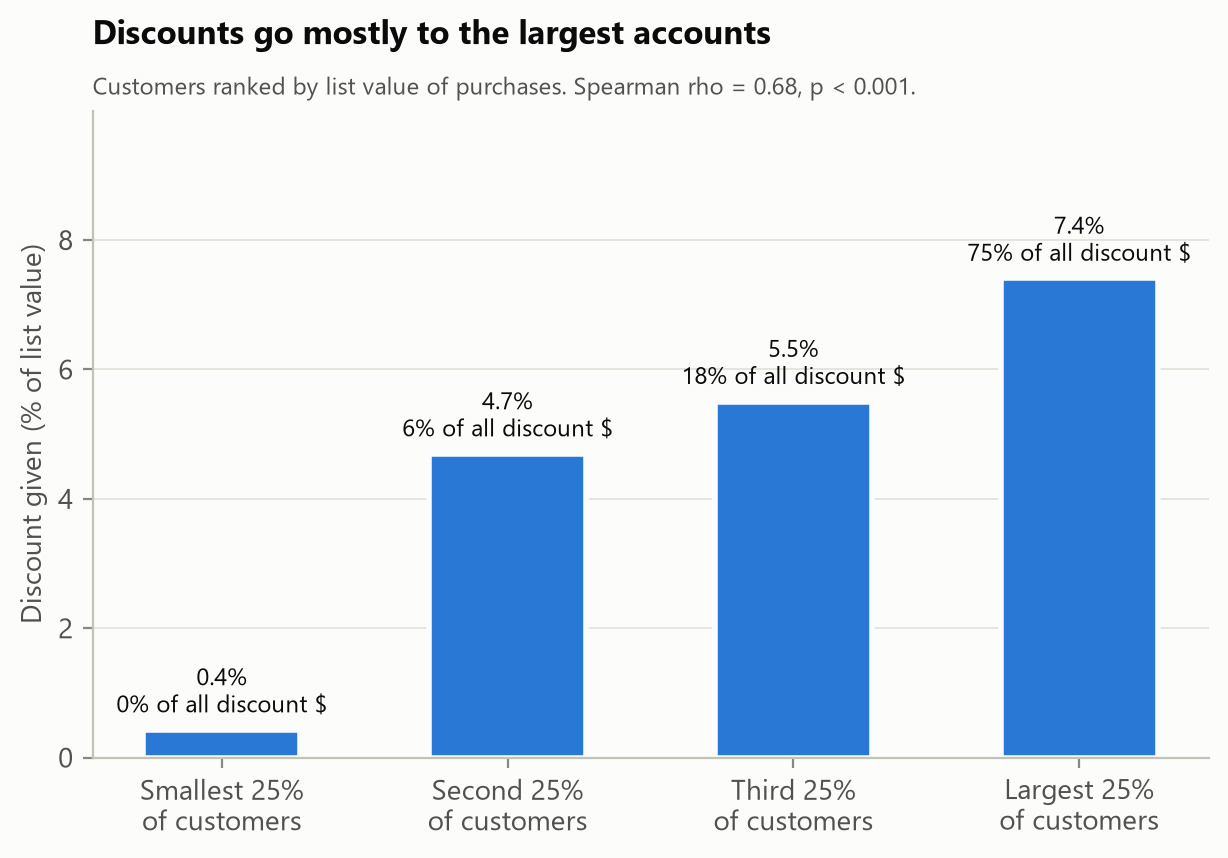 Discounts go mostly to the largest accounts
Customers ranked by list value of purchases. Spearman rho = 0.68, p < 0.001.
Discount given (% of list value)
8
6
4
2
0
0.4%
0% of all discount $
4.7%
6% of all discount $
5.5%
18% of all discount $
7.4%
75% of all discount $
Smallest 25%
of customers
Second 25%
of customers
Third 25%
of customers
Largest 25%
of customers